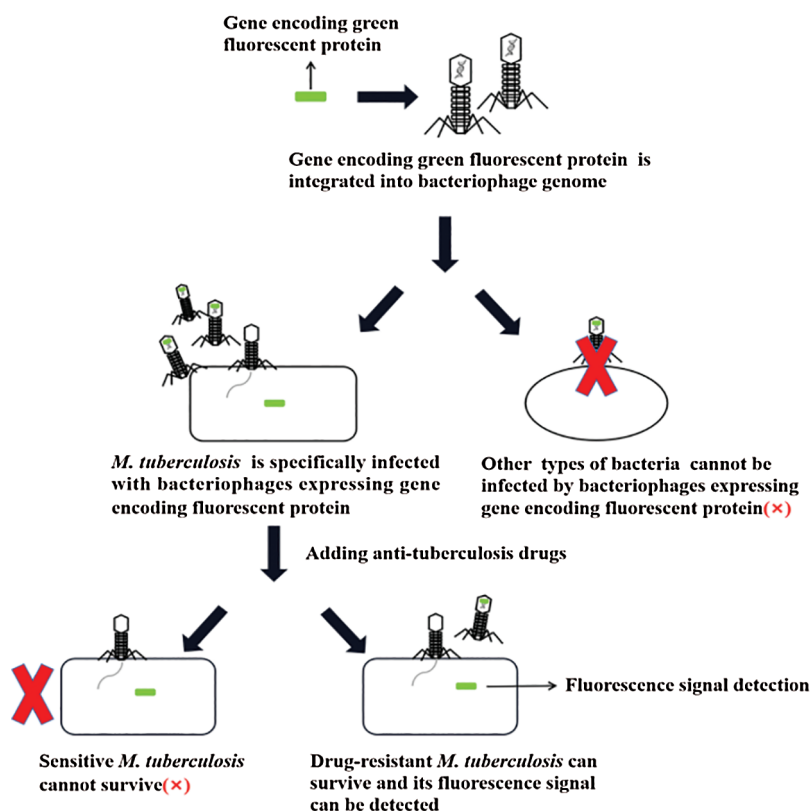 Gene encoding green
fluorescent protein
Gene encoding green fluorescent protein is
integrated into bacteriophage genome
M. tuberculosis is specifically infected
with bacteriophages expressing gene
encoding fluorescent protein
Other types of bacteria cannot be
infected by bacteriophages expressing
gene encoding fluorescent protein(×)
Adding anti-tuberculosis drugs
Fluorescence signal detection
Sensitive M. tuberculosis
cannot survive(×)
Drug-resistant M. tuberculosis can
survive and its fluorescence signal
can be detected